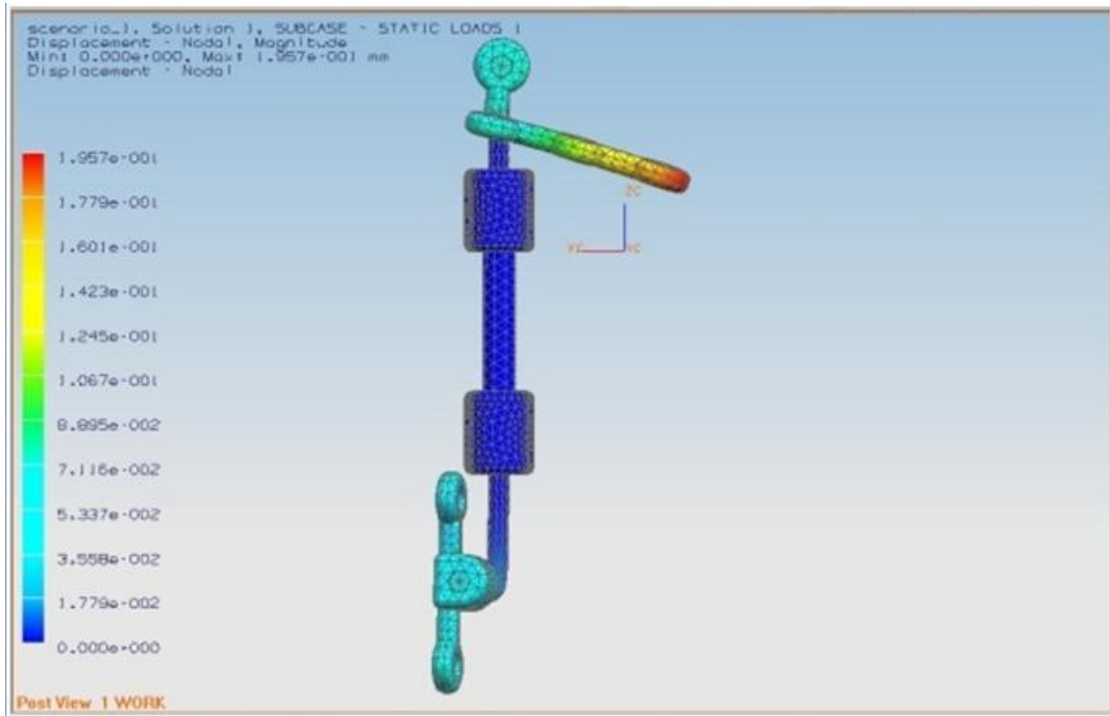 scenario_1, Solution 1, SUBCASE - STATIC LOADS 1
Displacement - Nodal, Magnitude
Min: 0.000e+000, Max: 1.957e-001 mm
Displacement - Nodal
1.957e-001
1.779e-001
1.601e-001
1.423e-001
1.245e-001
1.067e-001
8.895e-002
7.116e-002
5.337e-002
3.558e-002
1.779e-002
0.000e+000
ZC
YC
Post View 1 WORK